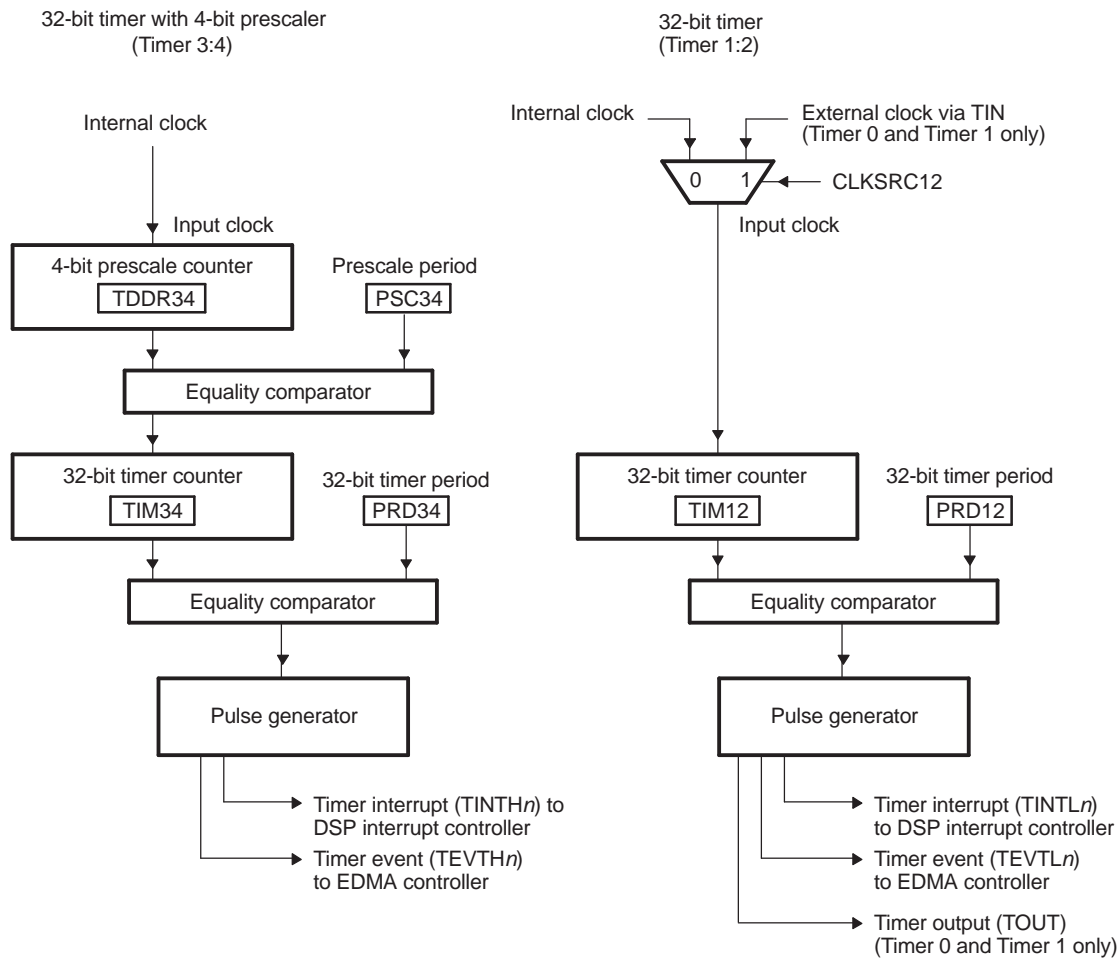 32-bit timer with 4-bit prescaler
(Timer 3:4)
Internal clock
Input clock
4-bit prescale counter
TDDR34
Prescale period
PSC34
Equality comparator
32-bit timer counter
TIM34
32-bit timer period
PRD34
Equality comparator
Pulse generator
Timer interrupt (TINTHn) to
DSP interrupt controller
Timer event (TEVTHn)
to EDMA controller
32-bit timer
(Timer 1:2)
Internal clock
External clock via TIN
(Timer 0 and Timer 1 only)
0 1
CLKSRC12
Input clock
32-bit timer counter
TIM12
32-bit timer period
PRD12
Equality comparator
Pulse generator
Timer interrupt (TINTLn)
to DSP interrupt controller
Timer event (TEVTLn)
to EDMA controller
Timer output (TOUT)
(Timer 0 and Timer 1 only)